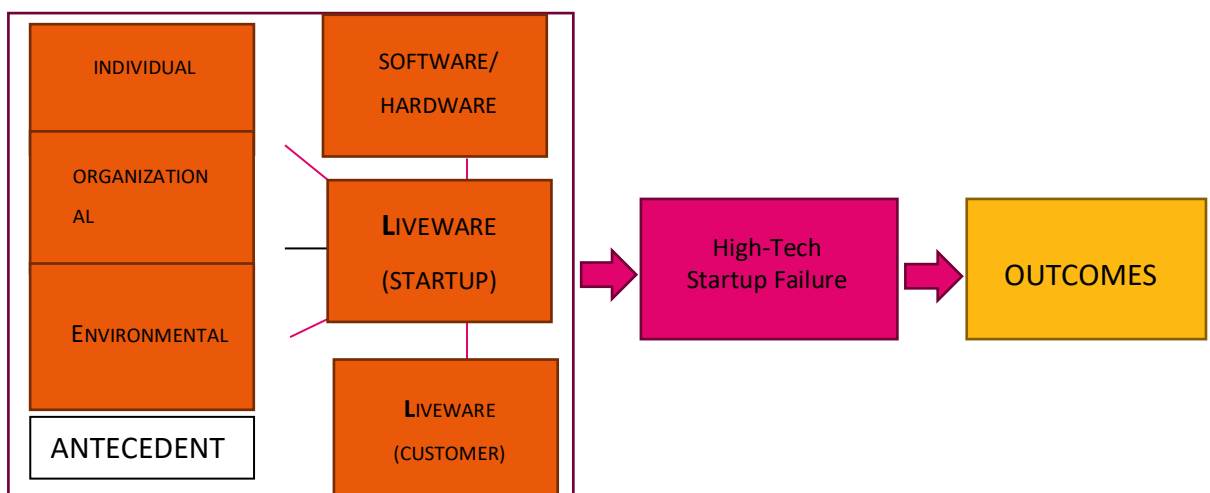 INDIVIDUAL
ORGANIZATION
AL
ENVIRONMENTAL
ANTECEDENT
SOFTWARE/
HARDWARE
LIVEWARE
(STARTUP)
LIVEWARE
(CUSTOMER)
High-Tech
Startup Failure
OUTCOMES